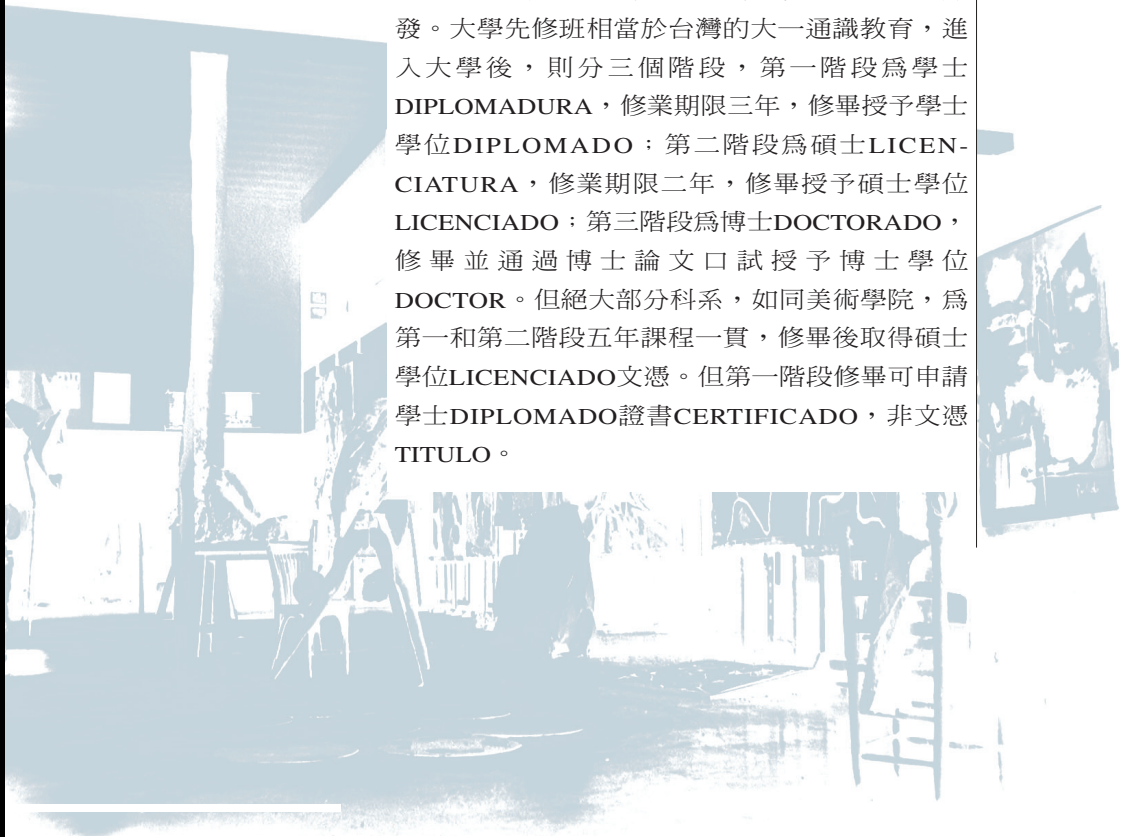 發。大學先修班相當於台灣的大一通識教育，進
入大學後，則分三個階段，第一階段爲學士
DIPLOMADURA，修業期限三年，修畢授予學士
學位DIPLOMADO；第二階段爲碩士LICEN-
CIATURA，修業期限二年，修畢授予碩士學位
LICENCIADO；第三階段爲博士DOCTORADO，
修畢並通過博士論文口試授予博士學位
DOCTOR。但絕大部分科系，如同美術學院，爲
第一和第二階段五年課程一貫，修畢後取得碩士
學位LICENCIADO文憑。但第一階段修畢可申請
學士DIPLOMADO證書CERTIFICADO，非文憑
TITULO。